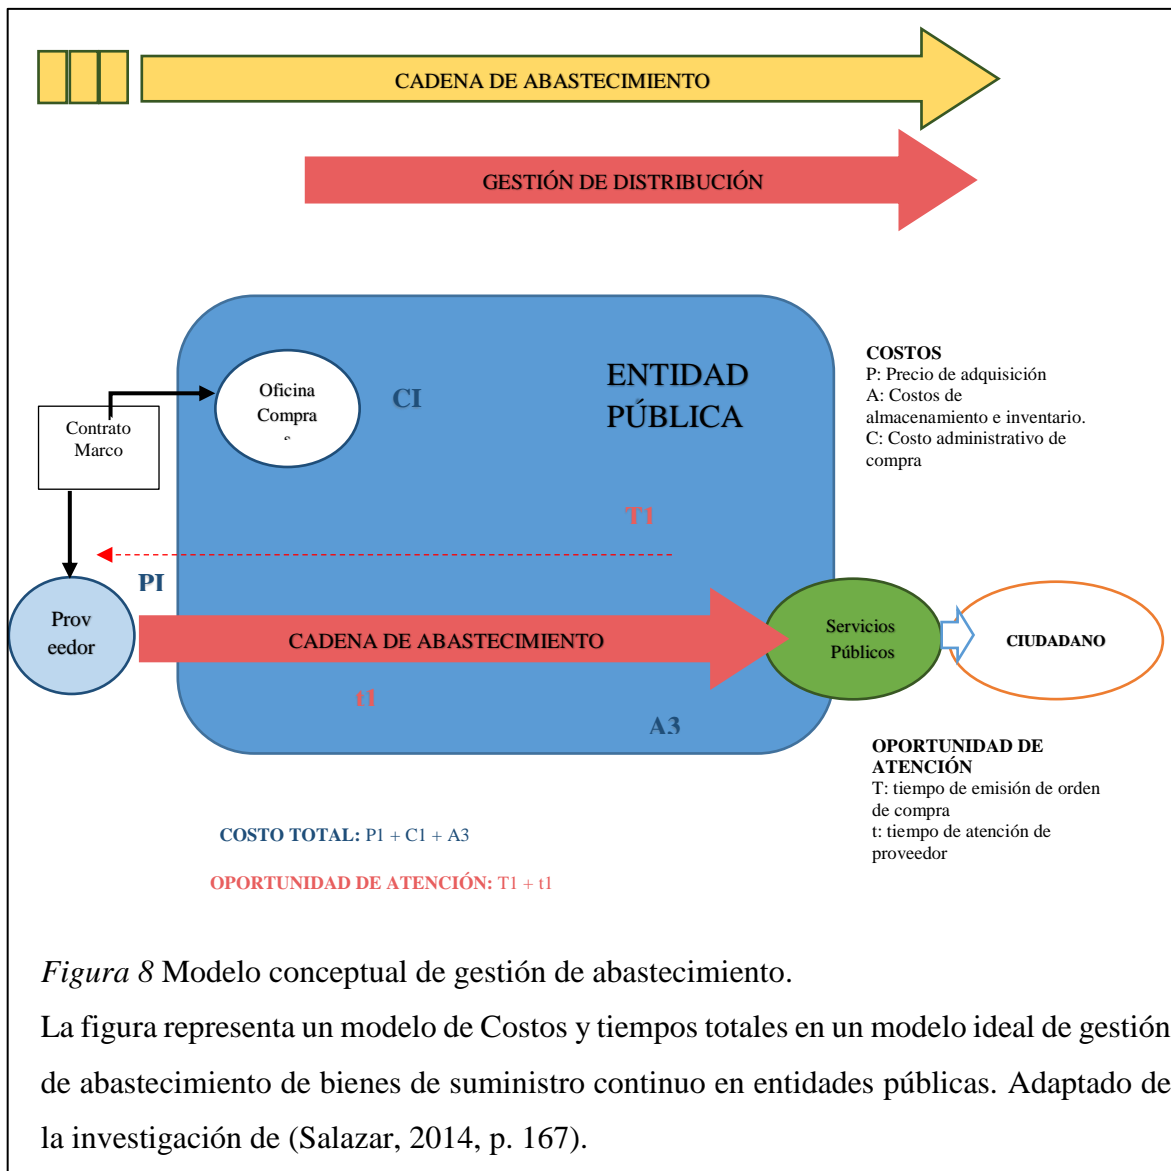 CADENA DE ABASTECIMIENTO
GESTIÓN DE DISTRIBUCIÓN
ENTIDAD
PÚBLICA
Oficina
Compra
s
CI
Contrato
Marco
COSTOS
P: Precio de adquisición
A: Costos de
almacenamiento e inventario.
C: Costo administrativo de
compra
T1
PI
Prov
eedor
CADENA DE ABASTECIMIENTO
Servicios
Públicos
CIUDADANO
t1
A3
OPORTUNIDAD DE
ATENCIÓN
T: tiempo de emisión de orden
de compra
t: tiempo de atención de
proveedor
COSTO TOTAL: P1 + C1 + A3
OPORTUNIDAD DE ATENCIÓN: T1 + t1
Figura 8 Modelo conceptual de gestión de abastecimiento.
La figura representa un modelo de Costos y tiempos totales en un modelo ideal de gestión
de abastecimiento de bienes de suministro continuo en entidades públicas. Adaptado de
la investigación de (Salazar, 2014, p. 167).